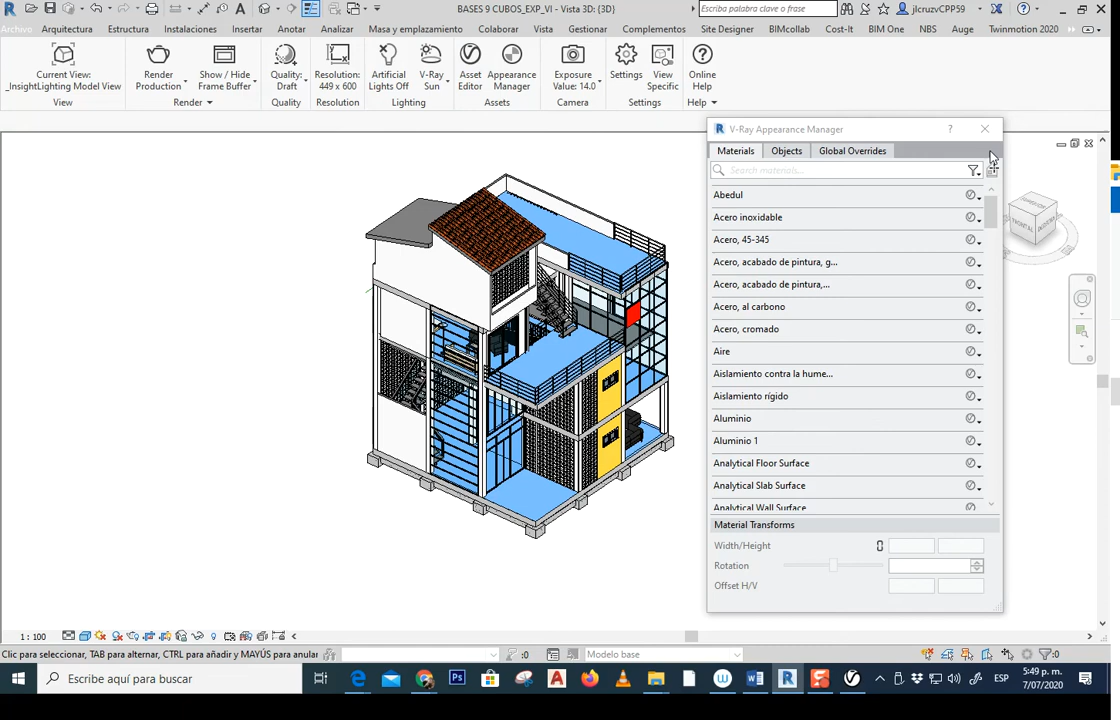 BASES 9 CUBOS_EXP_VI - Vista 3D: {3D}
Escriba palabra clave o frase
jlcruzvCPP59
Archivo Arquitectura Estructura Instalaciones Insertar Anotar Analizar Masa y emplazamiento Colaborar Vista Gestionar Complementos Site Designer BIMcollab Cost-It BIM One NBS Auge Twinmotion 2020
Current View:
_InsightLighting Model View
Render
Production
Show / Hide
Frame Buffer
Quality:
Draft
Resolution:
449 x 600
Artificial
Lights Off
V-Ray
Sun
Asset
Editor
Appearance
Manager
Exposure
Value: 14.0
Settings
View
Specific
Online
Help
View Render Quality Resolution Lighting Assets Camera Settings Help
V-Ray Appearance Manager
Materials Objects Global Overrides
Search materials...
Abedul
Acero inoxidable
Acero, 45-345
Acero, acabado de pintura, g...
Acero, acabado de pintura,...
Acero, al carbono
Acero, cromado
Aire
Aislamiento contra la hume...
Aislamiento rígido
Aluminio
Aluminio 1
Analytical Floor Surface
Analytical Slab Surface
Analytical Wall Surface
Material Transforms
Width/Height
Rotation
Offset H/V
1 : 100
Clic para seleccionar, TAB para alternar, CTRL para añadir y MAYÚS para anular
:0
Modelo base
:0
Escribe aquí para buscar
ESP
5:49 p. m.
7/07/2020